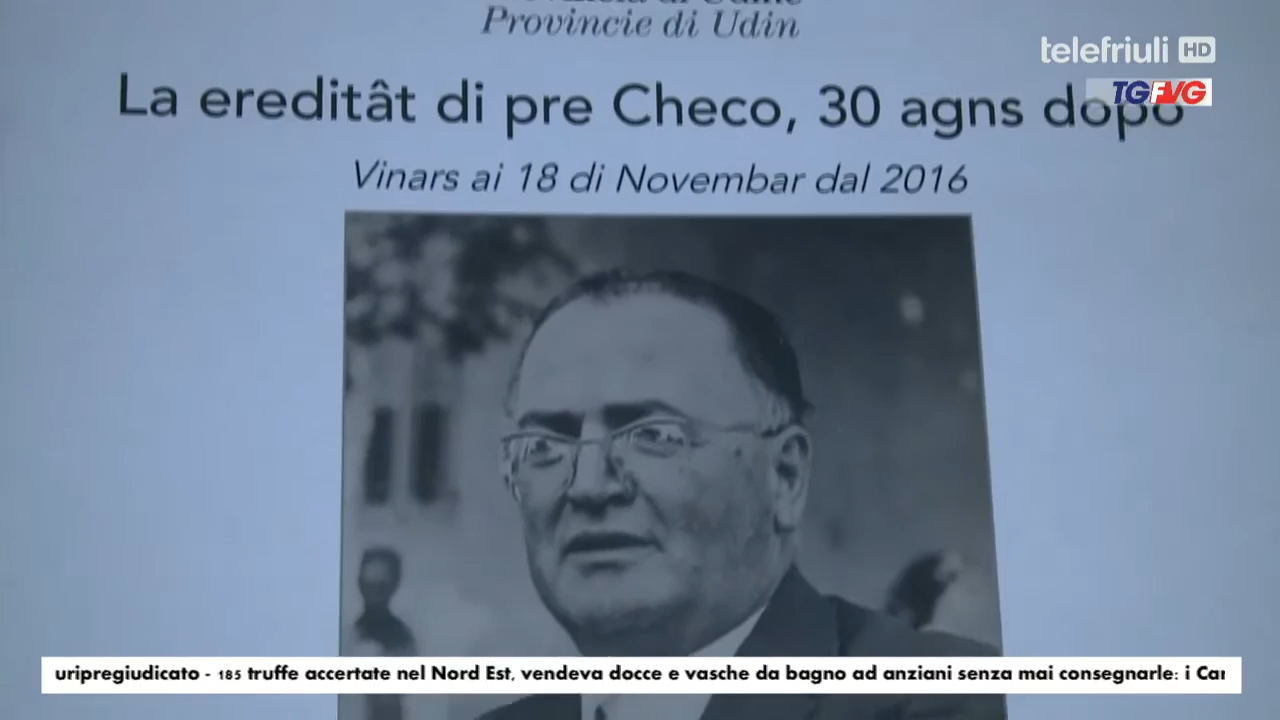 Provincie di Udin
telefriuli HD
TGFVG
La ereditât di pre Checo, 30 agns dopo
Vinars ai 18 di Novembar dal 2016
uripregiudicato - 185 truffe accertate nel Nord Est, vendeva docce e vasche da bagno ad anziani senza mai consegnarle: i Car